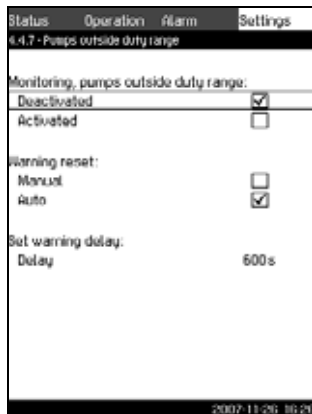 Status Operation Alarm Settings
4.4.7 - Pumps outside duty range
Monitoring, pumps outside duty range:
Deactivated
Activated
Warning reset:
Manual
Auto
Set warning delay:
Delay 600s
2007-11-26 16:26